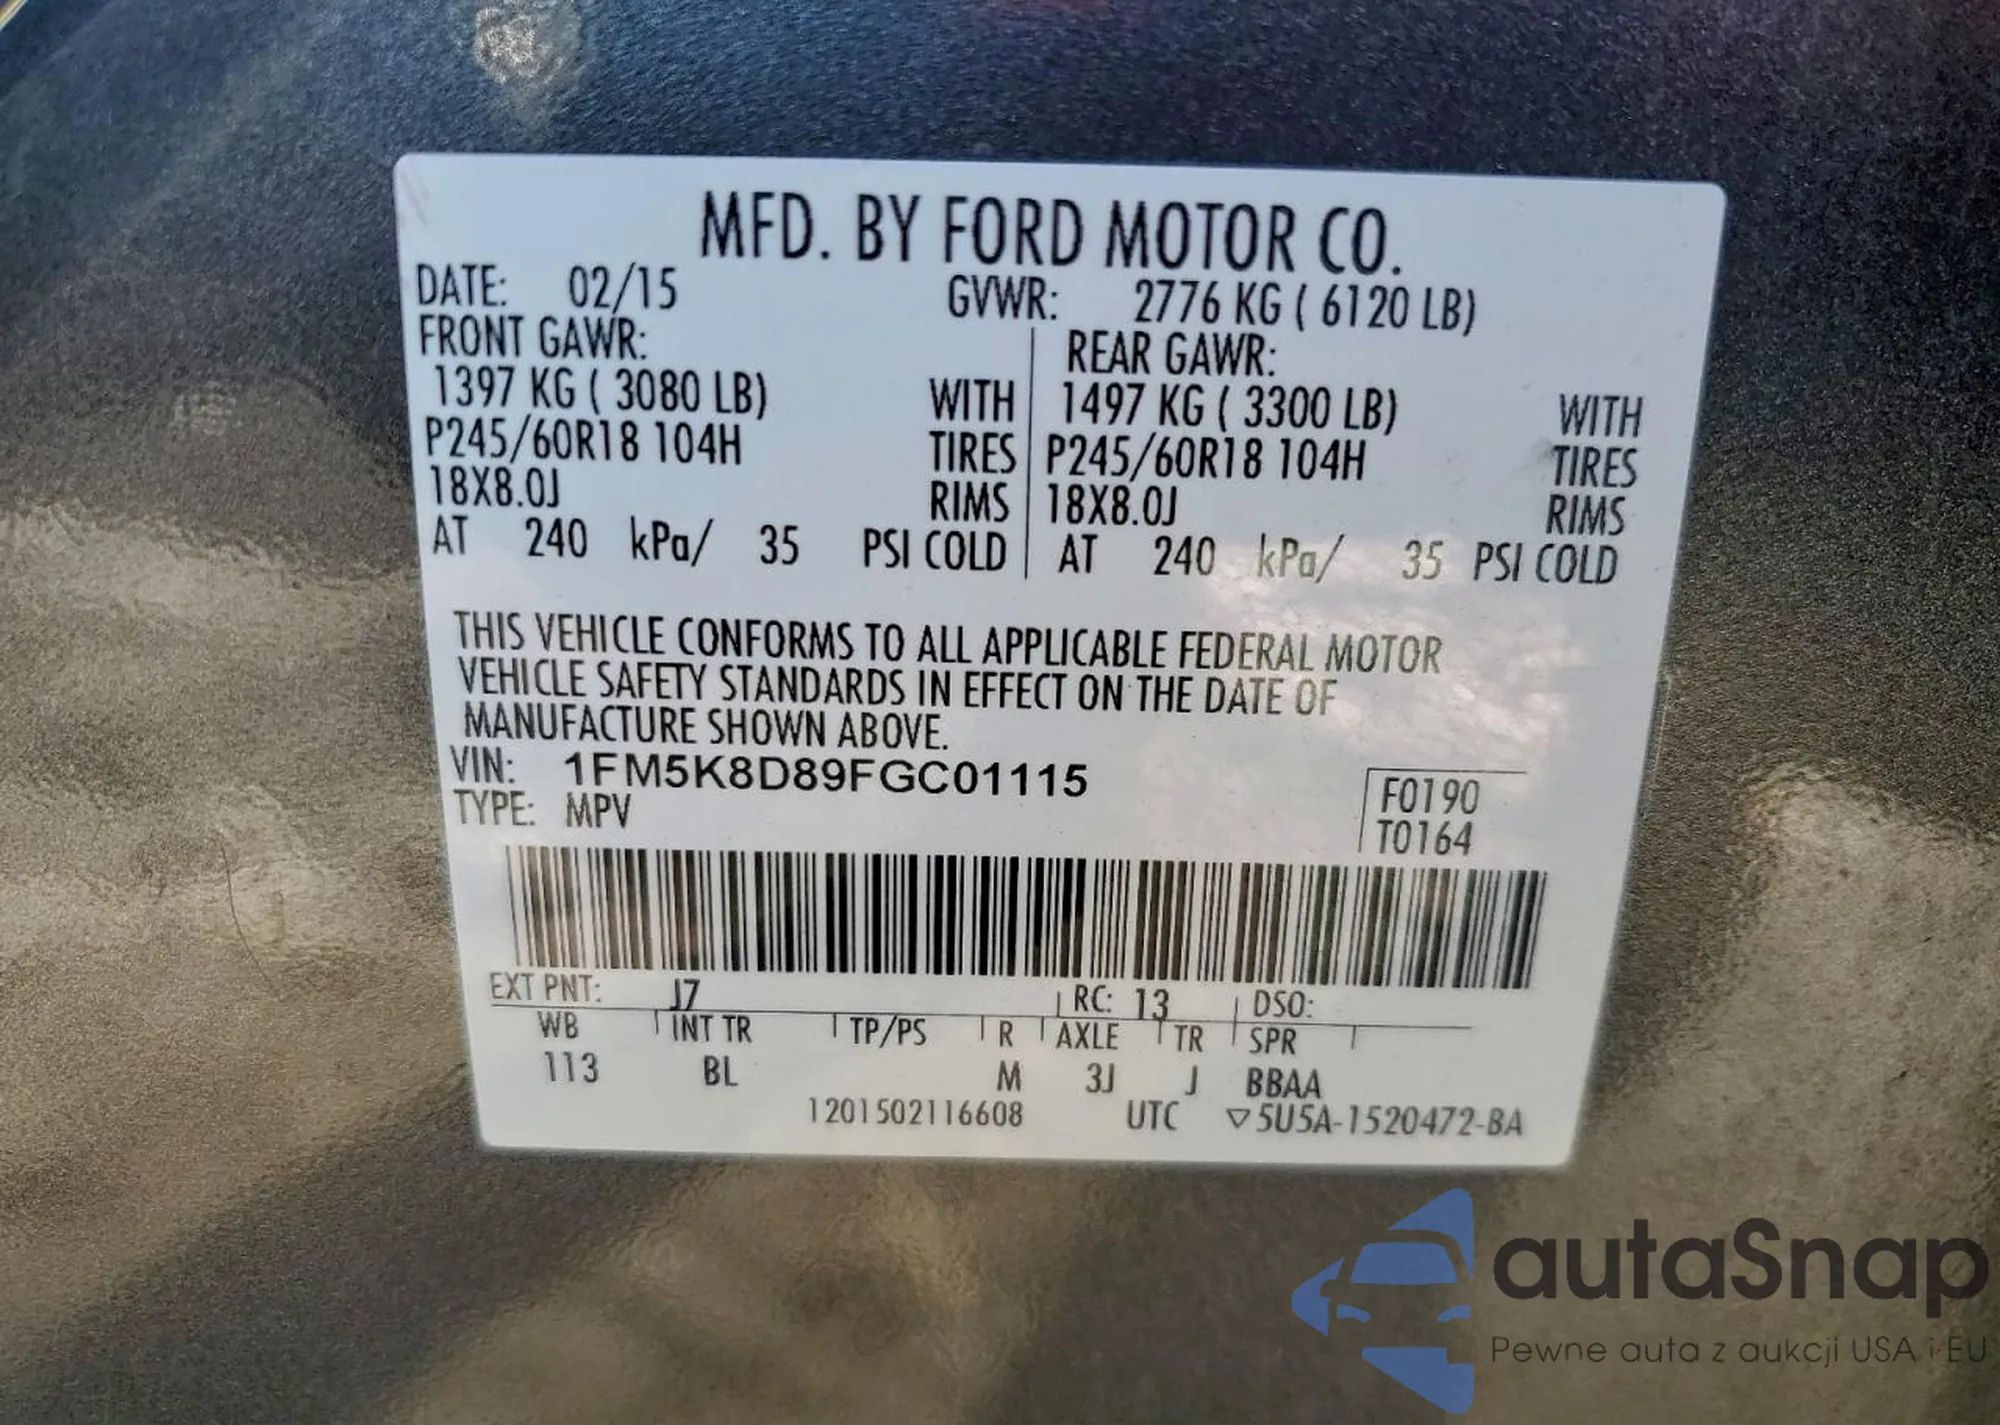 MFD. BY FORD MOTOR CO.
DATE: 02/15 GVWR: 2776 KG ( 6120 LB)
FRONT GAWR: REAR GAWR:
1397 KG ( 3080 LB) WITH 1497 KG ( 3300 LB) WITH
P245/60R18 104H TIRES P245/60R18 104H TIRES
18X8.0J RIMS 18X8.0J RIMS
AT 240 kPa/ 35 PSI COLD AT 240 kPa/ 35 PSI COLD
THIS VEHICLE CONFORMS TO ALL APPLICABLE FEDERAL MOTOR
VEHICLE SAFETY STANDARDS IN EFFECT ON THE DATE OF
MANUFACTURE SHOWN ABOVE.
VIN: 1FM5K8D89FGC01115
TYPE: MPV
F0190
T0164
EXT PNT: J7 RC: 13 DSO:
WB INT TR TP/PS R AXLE TR SPR
113 BL M 3J J BBAA
1201502116608 UTC ▽5U5A-1520472-BA
autaSnap
Pewne auta z aukcji USA i EU